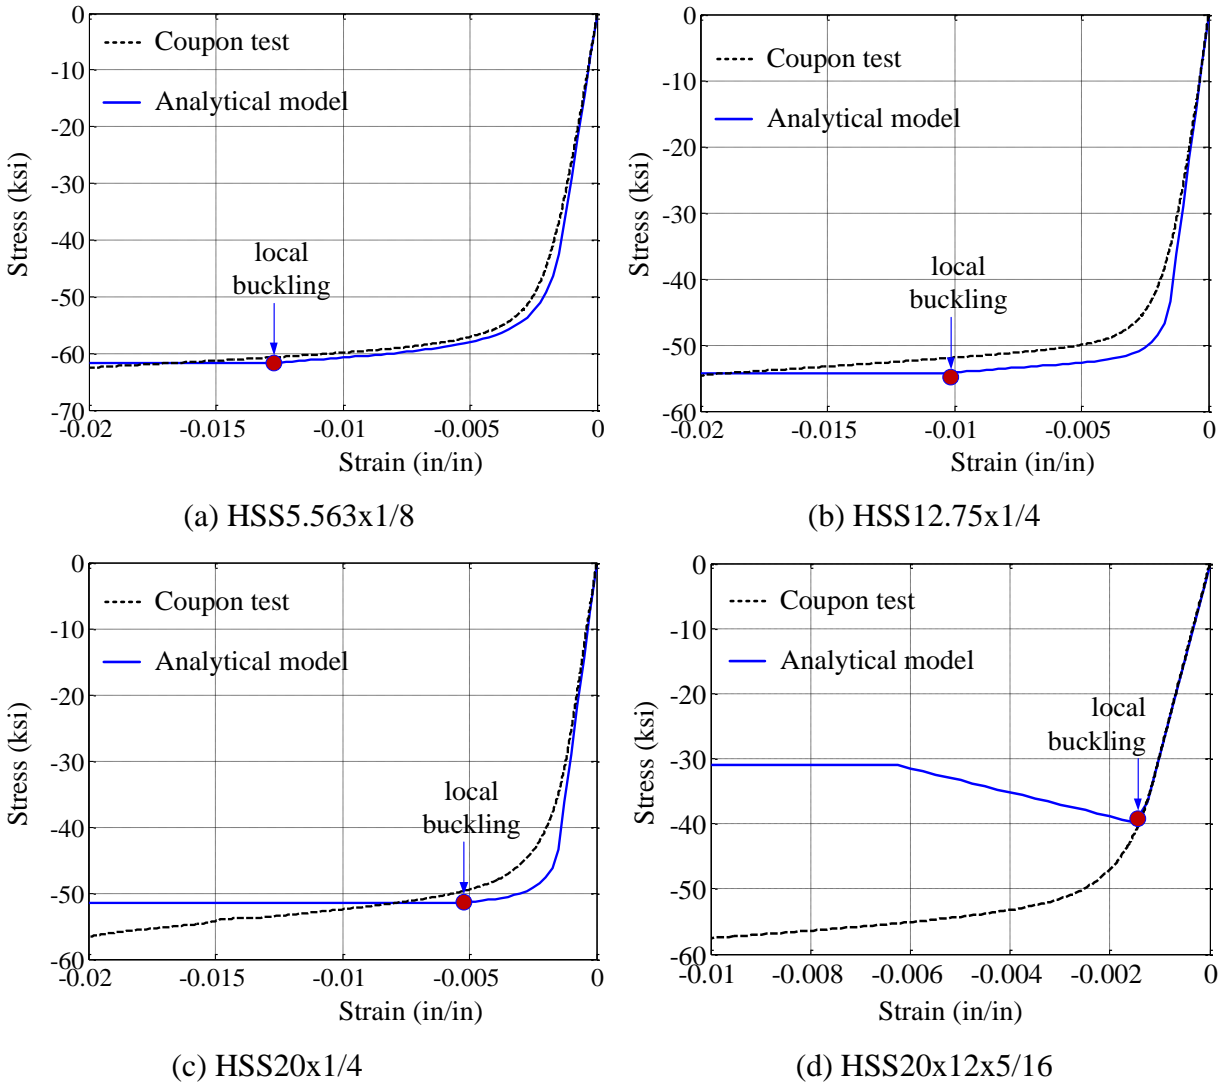 0
-10
-20
-30
-40
-50
-60
-70
Stress (ksi)
Coupon test
Analytical model
local
buckling
-0.02
-0.015
-0.01
-0.005
0
Strain (in/in)
(a) HSS5.563x1/8
0
-10
-20
-30
-40
-50
-60
Stress (ksi)
Coupon test
Analytical model
local
buckling
-0.02
-0.015
-0.01
-0.005
0
Strain (in/in)
(b) HSS12.75x1/4
0
-10
-20
-30
-40
-50
-60
Stress (ksi)
Coupon test
Analytical model
local
buckling
-0.02
-0.015
-0.01
-0.005
0
Strain (in/in)
(c) HSS20x1/4
0
-10
-20
-30
-40
-50
-60
Stress (ksi)
Coupon test
Analytical model
local
buckling
-0.01
-0.008
-0.006
-0.004
-0.002
0
Strain (in/in)
(d) HSS20x12x5/16